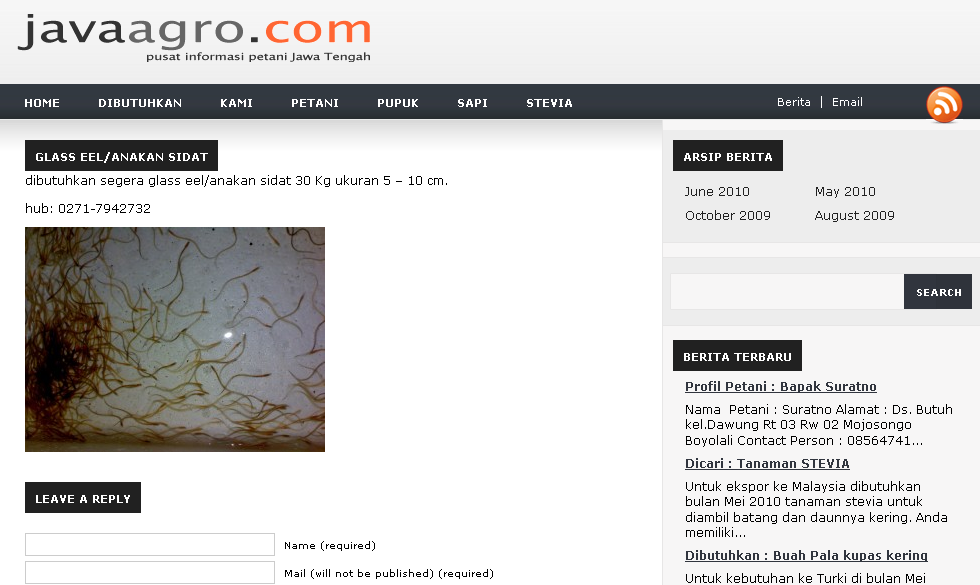 javaagro.com
pusat informasi petani Jawa Tengah
HOME DIBUTUHKAN KAMI PETANI PUPUK SAPI STEVIA Berita | Email
GLASS EEL/ANAKAN SIDAT
dibutuhkan segera glass eel/anakan sidat 30 Kg ukuran 5 – 10 cm.
hub: 0271-7942732
LEAVE A REPLY
Name (required)
Mail (will not be published) (required)
ARSIP BERITA
June 2010 May 2010
October 2009 August 2009
SEARCH
BERITA TERBARU
Profil Petani : Bapak Suratno
Nama Petani : Suratno Alamat : Ds. Butuh
kel.Dawung Rt 03 Rw 02 Mojosongo
Boyolali Contact Person : 08564741...
Dicari : Tanaman STEVIA
Untuk ekspor ke Malaysia dibutuhkan
bulan Mei 2010 tanaman stevia untuk
diambil batang dan daunnya kering. Anda
memiliki...
Dibutuhkan : Buah Pala kupas kering
Untuk kebutuhan ke Turki di bulan Mei